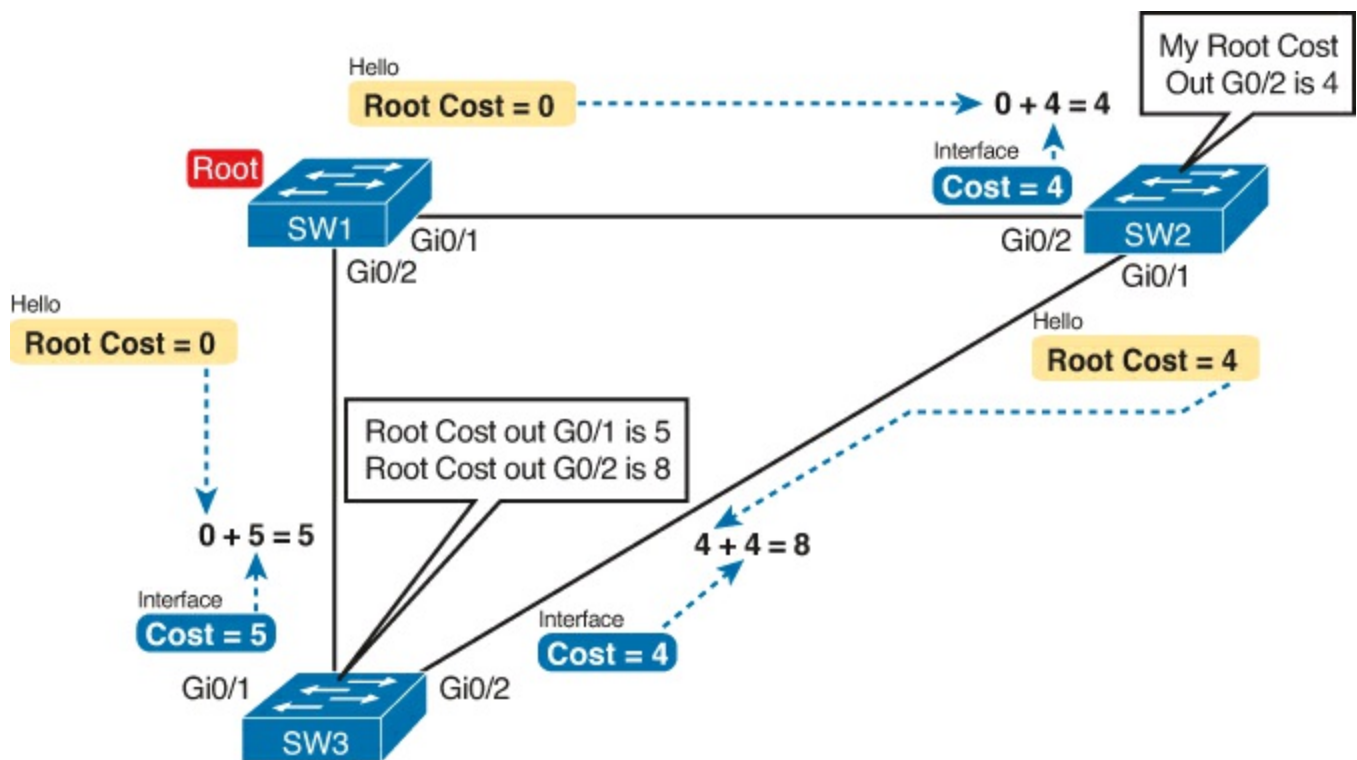 Hello
Root Cost = 0
0 + 4 = 4
My Root Cost
Out G0/2 is 4
Interface
Cost = 4
Root
SW1
Gi0/1
Gi0/2
Gi0/2
SW2
Gi0/1
Hello
Root Cost = 0
Hello
Root Cost = 4
Root Cost out G0/1 is 5
Root Cost out G0/2 is 8
0 + 5 = 5
4 + 4 = 8
Interface
Cost = 5
Interface
Cost = 4
Gi0/1
Gi0/2
SW3